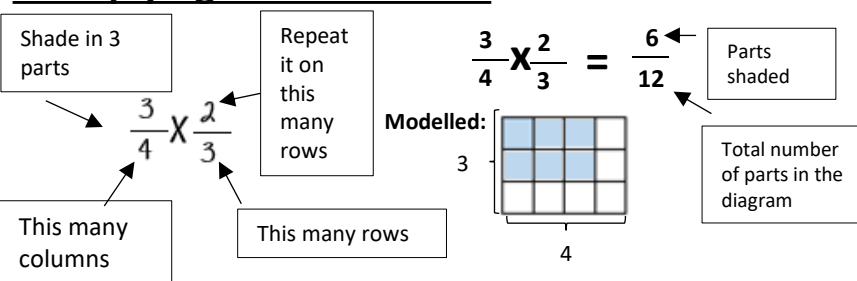 Shade in 3
parts
Repeat
it on
this
many
rows
3/4 X 2/3
This many
columns
This many rows
3/4 X 2/3 = 6/12
Parts
shaded
Modelled:
3
4
Total number
of parts in the
diagram